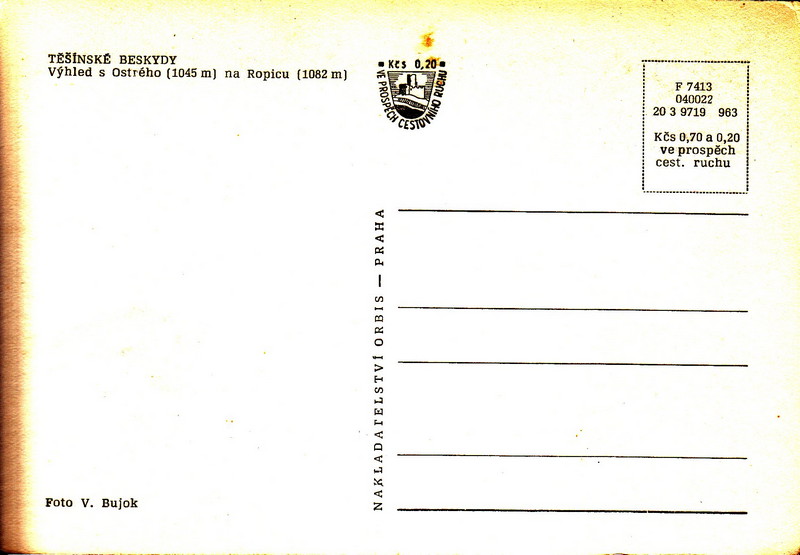 TĚŠÍNSKÉ BESKYDY
Výhled s Ostrého (1045 m) na Ropicu (1082 m)
Kčs 0,20
VE PROSPĚCH CESTOVNÍHO RUCHU
F 7413
040022
20 3 9719 963
Kčs 0,70 a 0,20
ve prospěch
cest. ruchu
NAKLADATELSTVÍ ORBIS — PRAHA
Foto V. Bujok